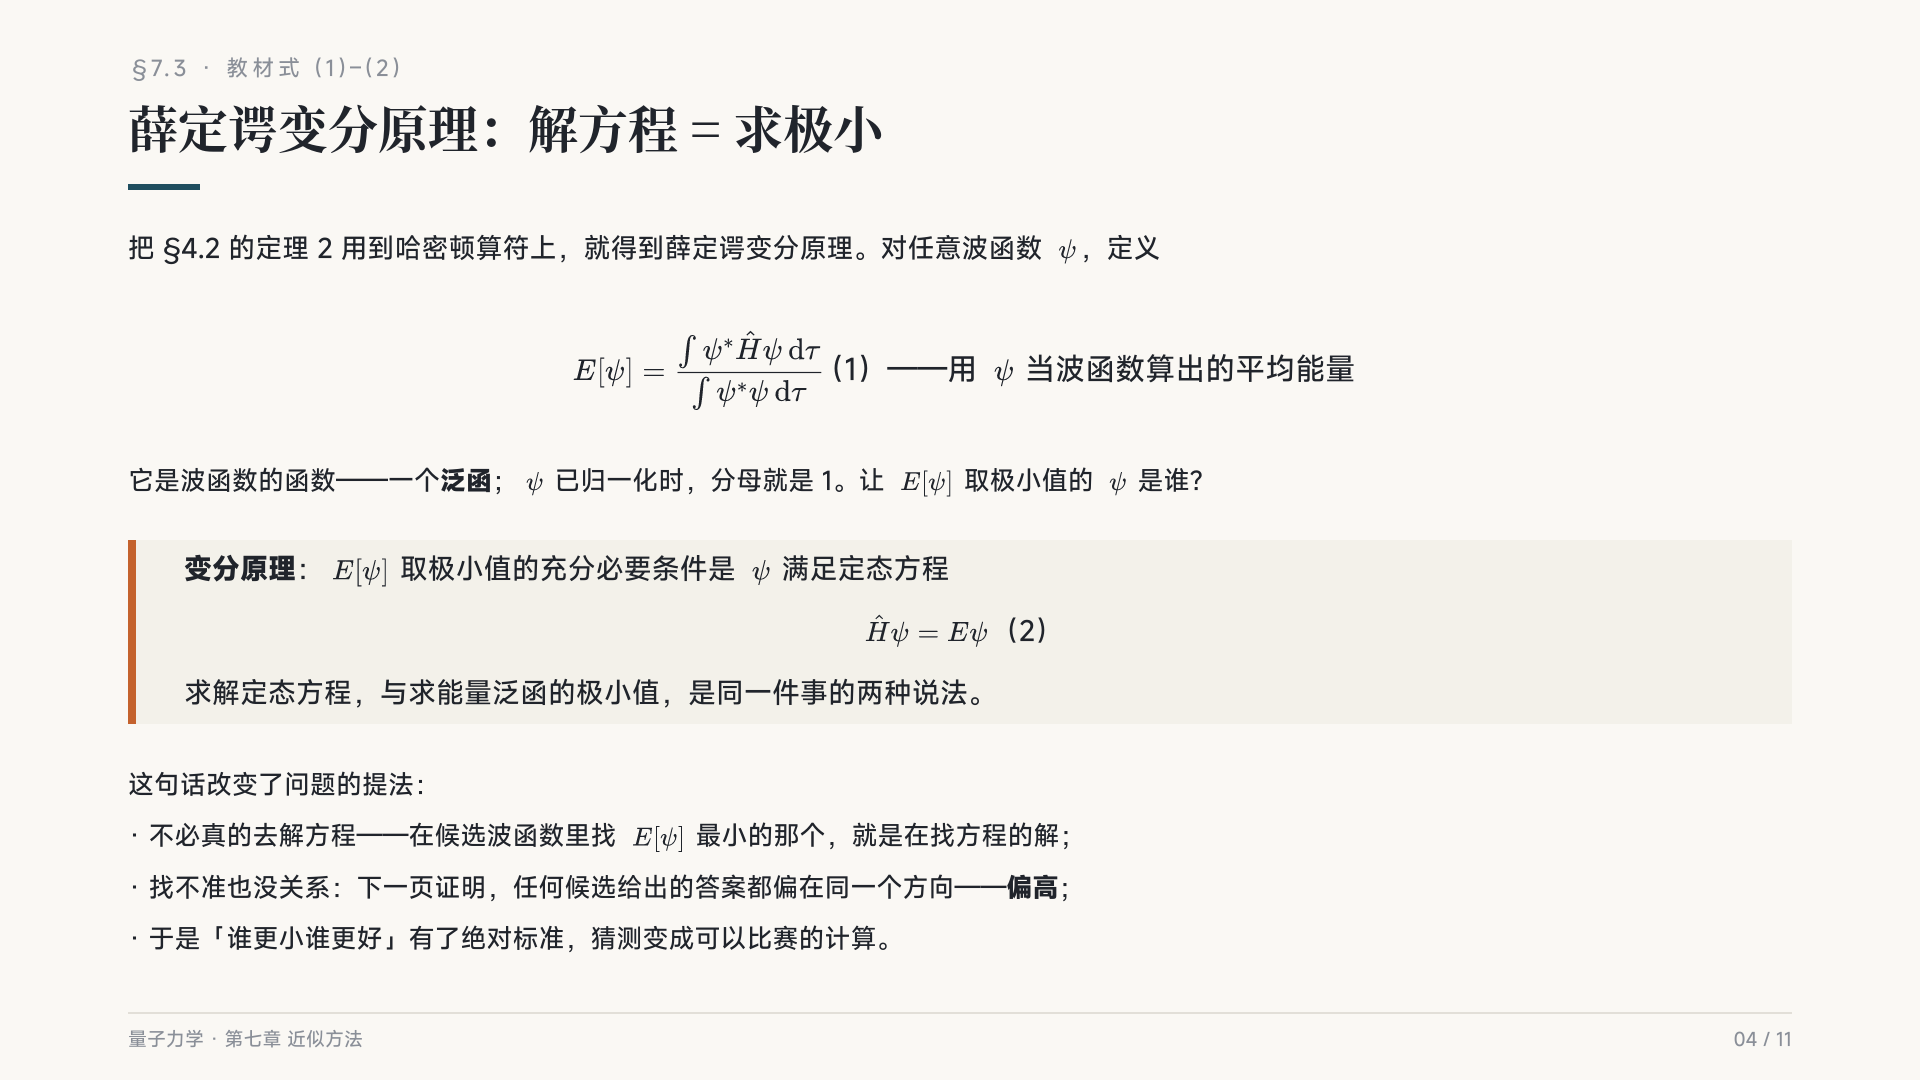 §7.3 · 教材式 (1)–(2)
薛定谔变分原理：解方程 = 求极小
把 §4.2 的定理 2 用到哈密顿算符上，就得到薛定谔变分原理。对任意波函数 ψ，定义
E[ψ] = ∫ ψ*Ĥψ dτ / ∫ ψ*ψ dτ (1) ——用 ψ 当波函数算出的平均能量
它是波函数的函数——一个泛函； ψ 已归一化时，分母就是 1。让 E[ψ] 取极小值的 ψ 是谁？
变分原理： E[ψ] 取极小值的充分必要条件是 ψ 满足定态方程
Ĥψ = Eψ (2)
求解定态方程，与求能量泛函的极小值，是同一件事的两种说法。
这句话改变了问题的提法：
· 不必真的去解方程——在候选波函数里找 E[ψ] 最小的那个，就是在找方程的解；
· 找不准也没关系：下一页证明，任何候选给出的答案都偏在同一个方向——偏高；
· 于是「谁更小谁更好」有了绝对标准，猜测变成可以比赛的计算。
量子力学 · 第七章 近似方法
04 / 11